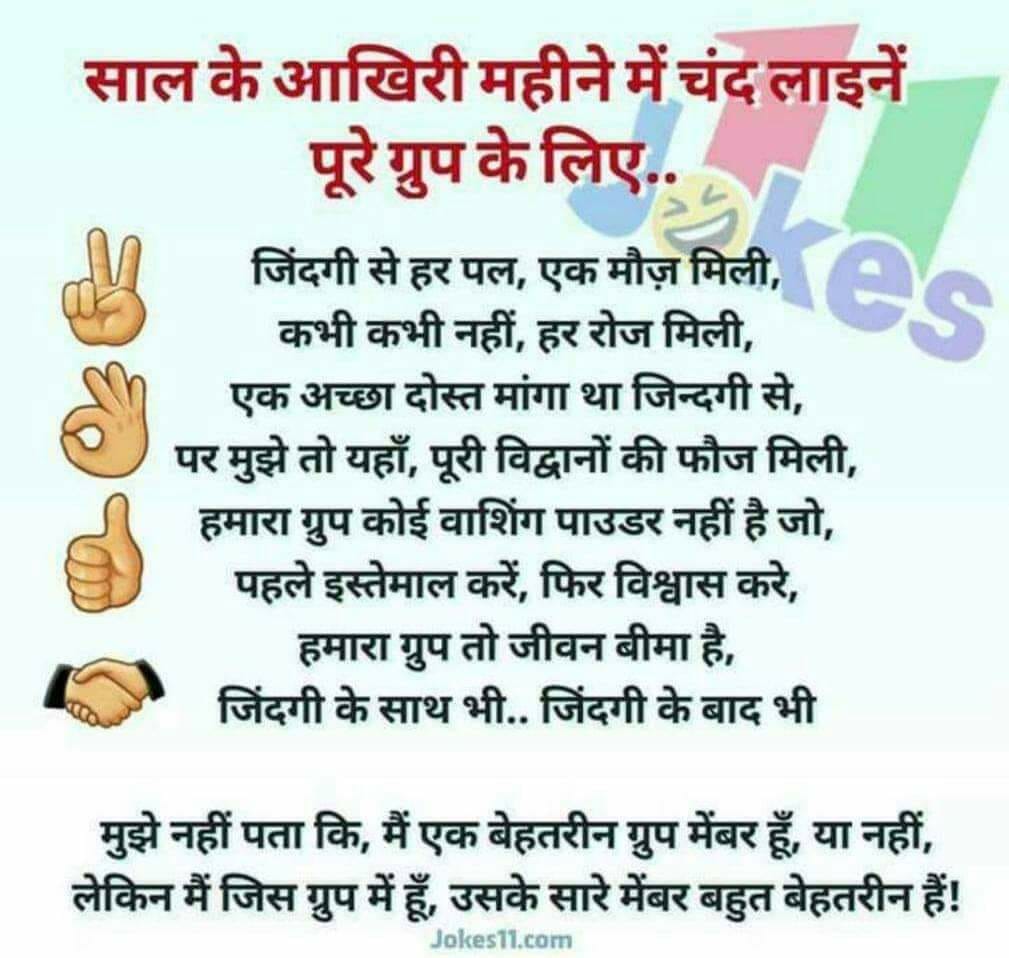 साल के आखिरी महीने में चंद लाइनें
पूरे ग्रुप के लिए..
J11
Jokes
जिंदगी से हर पल, एक मौज़ मिली,
कभी कभी नहीं, हर रोज मिली,
एक अच्छा दोस्त मांगा था जिन्दगी से,
पर मुझे तो यहाँ, पूरी विद्वानों की फौज मिली,
हमारा ग्रुप कोई वाशिंग पाउडर नहीं है जो,
पहले इस्तेमाल करें, फिर विश्वास करे,
हमारा ग्रुप तो जीवन बीमा है,
जिंदगी के साथ भी.. जिंदगी के बाद भी
मुझे नहीं पता कि, मैं एक बेहतरीन ग्रुप मेंबर हूँ, या नहीं,
लेकिन मैं जिस ग्रुप में हूँ, उसके सारे मेंबर बहुत बेहतरीन हैं!
Jokes11.com